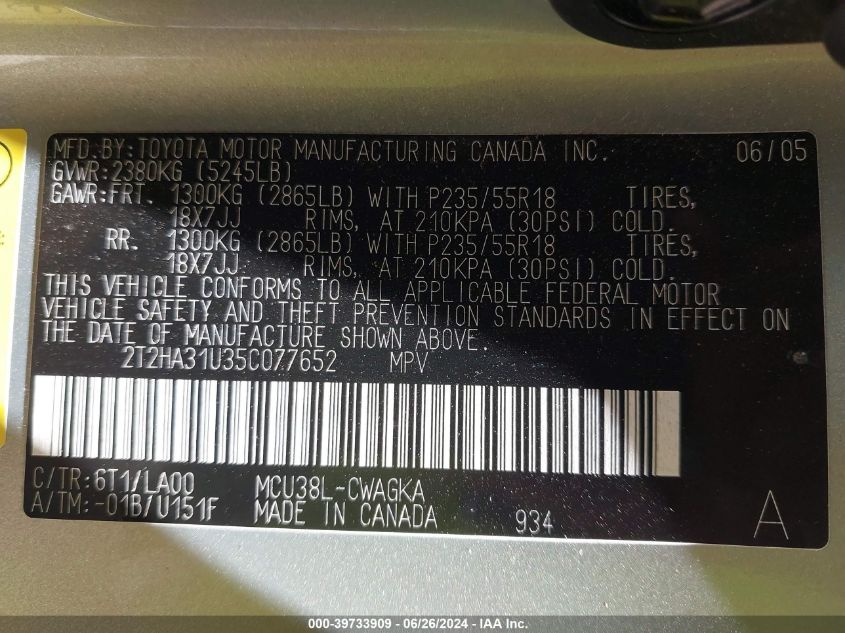 MFD.BY:TOYOTA MOTOR MANUFACTURING CANADA INC. 06/05
GVWR:2380KG (5245LB)
GAWR:FRT. 1300KG (2865LB) WITH P235/55R18 TIRES,
18X7JJ RIMS, AT 210KPA (30PSI) COLD.
RR. 1300KG (2865LB) WITH P235/55R18 TIRES,
18X7JJ RIMS, AT 210KPA (30PSI) COLD.
THIS VEHICLE CONFORMS TO ALL APPLICABLE FEDERAL MOTOR
VEHICLE SAFETY AND THEFT PREVENTION STANDARDS IN EFFECT ON
THE DATE OF MANUFACTURE SHOWN ABOVE.
2T2HA31U35C077652 MPV
C/TR:6T1/LA00 MCU38L-CWAGKA
A/TM:-01B/U151F MADE IN CANADA 934 A
000-39733909 - 06/26/2024 - IAA, Inc.